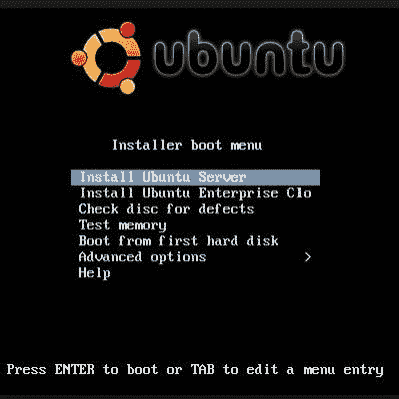 ubuntu
Installer boot menu
Install Ubuntu Server
Install Ubuntu Enterprise Clo
Check disc for defects
Test memory
Boot from first hard disk
Advanced options >
Help
Press ENTER to boot or TAB to edit a menu entry